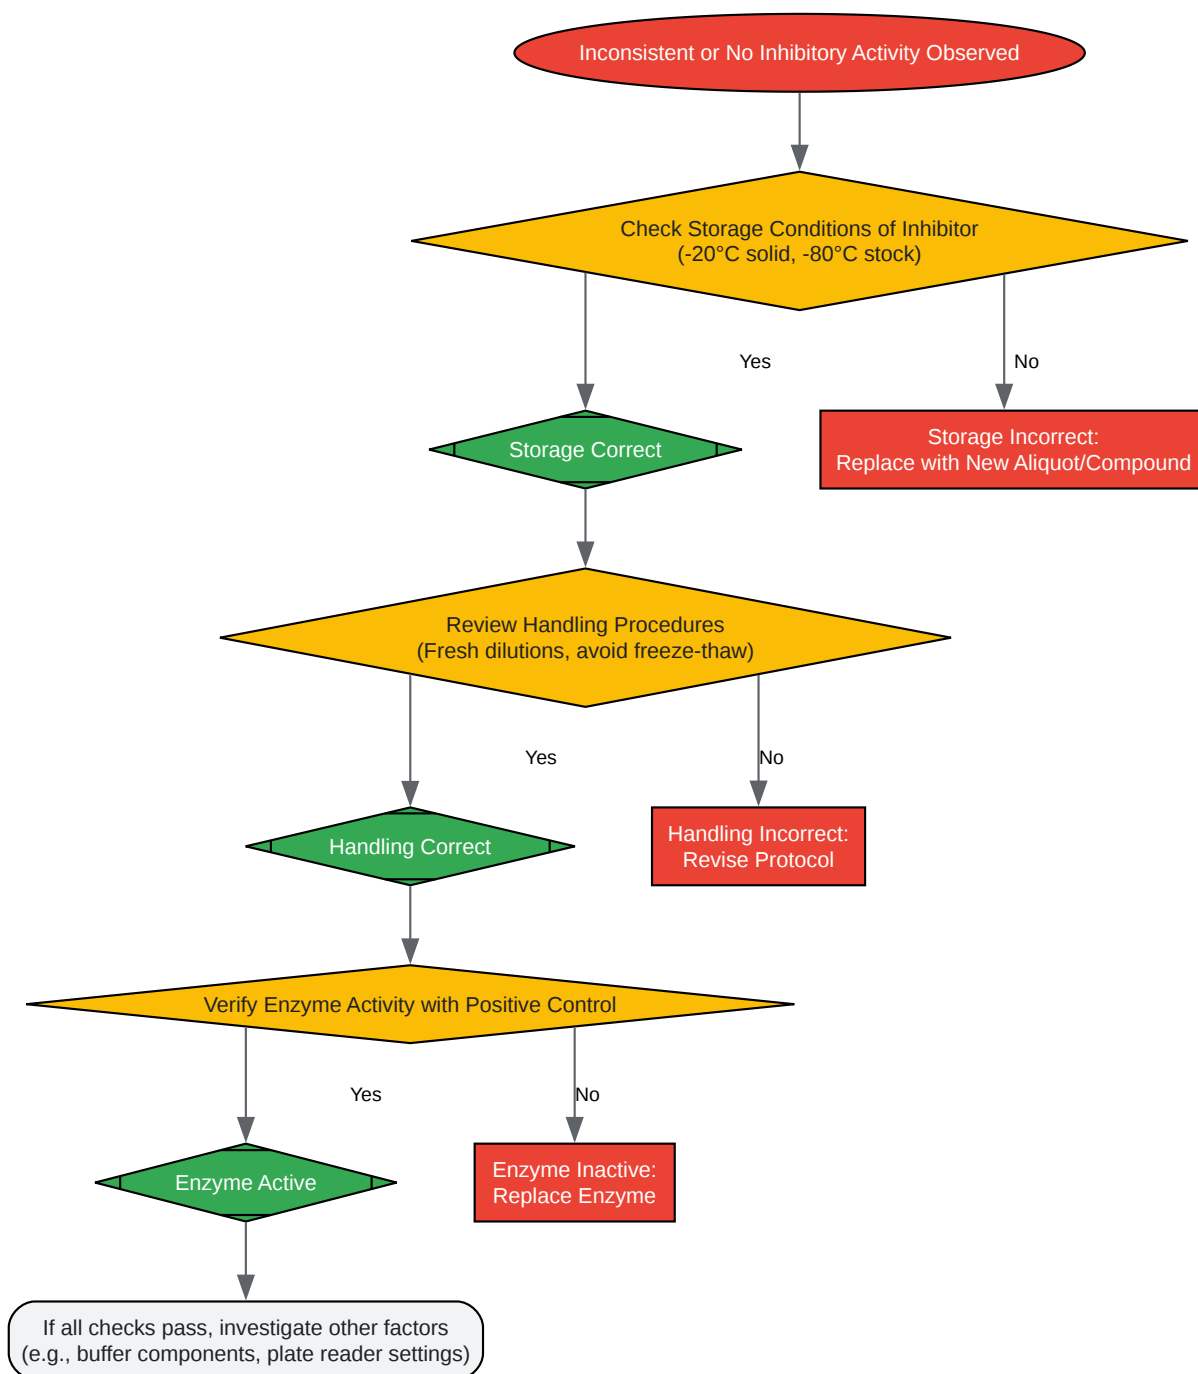 Inconsistent or No Inhibitory Activity Observed
Check Storage Conditions of Inhibitor
(-20°C solid, -80°C stock)
Yes
No
Storage Correct
Storage Incorrect:
Replace with New Aliquot/Compound
Review Handling Procedures
(Fresh dilutions, avoid freeze-thaw)
Yes
No
Handling Correct
Handling Incorrect:
Revise Protocol
Verify Enzyme Activity with Positive Control
Yes
No
Enzyme Active
Enzyme Inactive:
Replace Enzyme
If all checks pass, investigate other factors
(e.g., buffer components, plate reader settings)